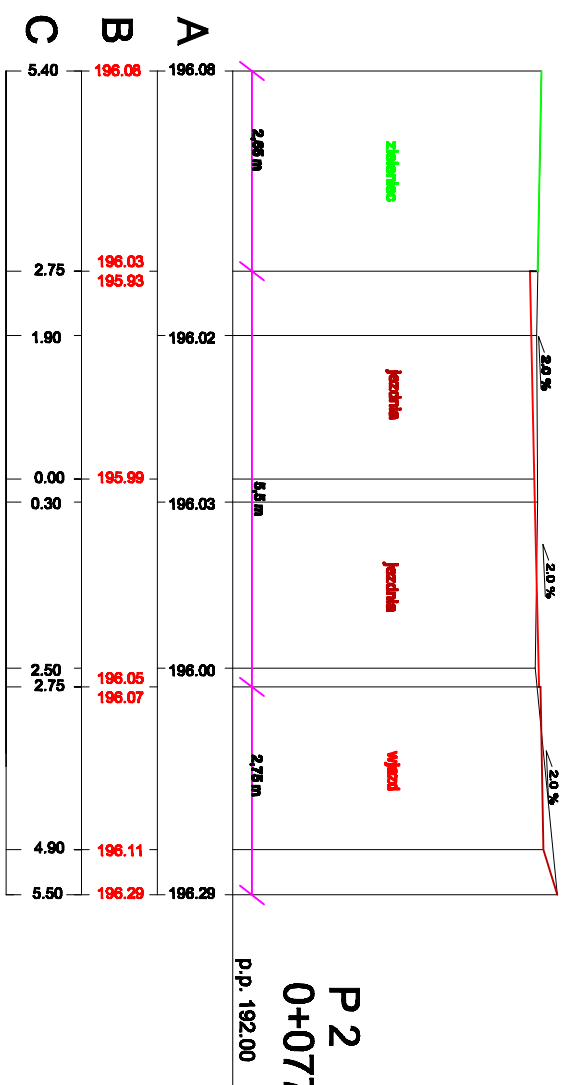 P 2
0+077
p.p. 192.00
2.0 %
2.0 %
2.0 %
zieleniec
jezdnia
jezdnia
wjazd
2,65 m
5,5 m
2,75 m
A
196.08
196.02
196.03
196.00
196.29
B
196.08
196.03
195.93
195.99
196.05
196.07
196.11
196.29
C
5.40
2.75
1.90
0.00
0.30
2.50
2.75
4.90
5.50